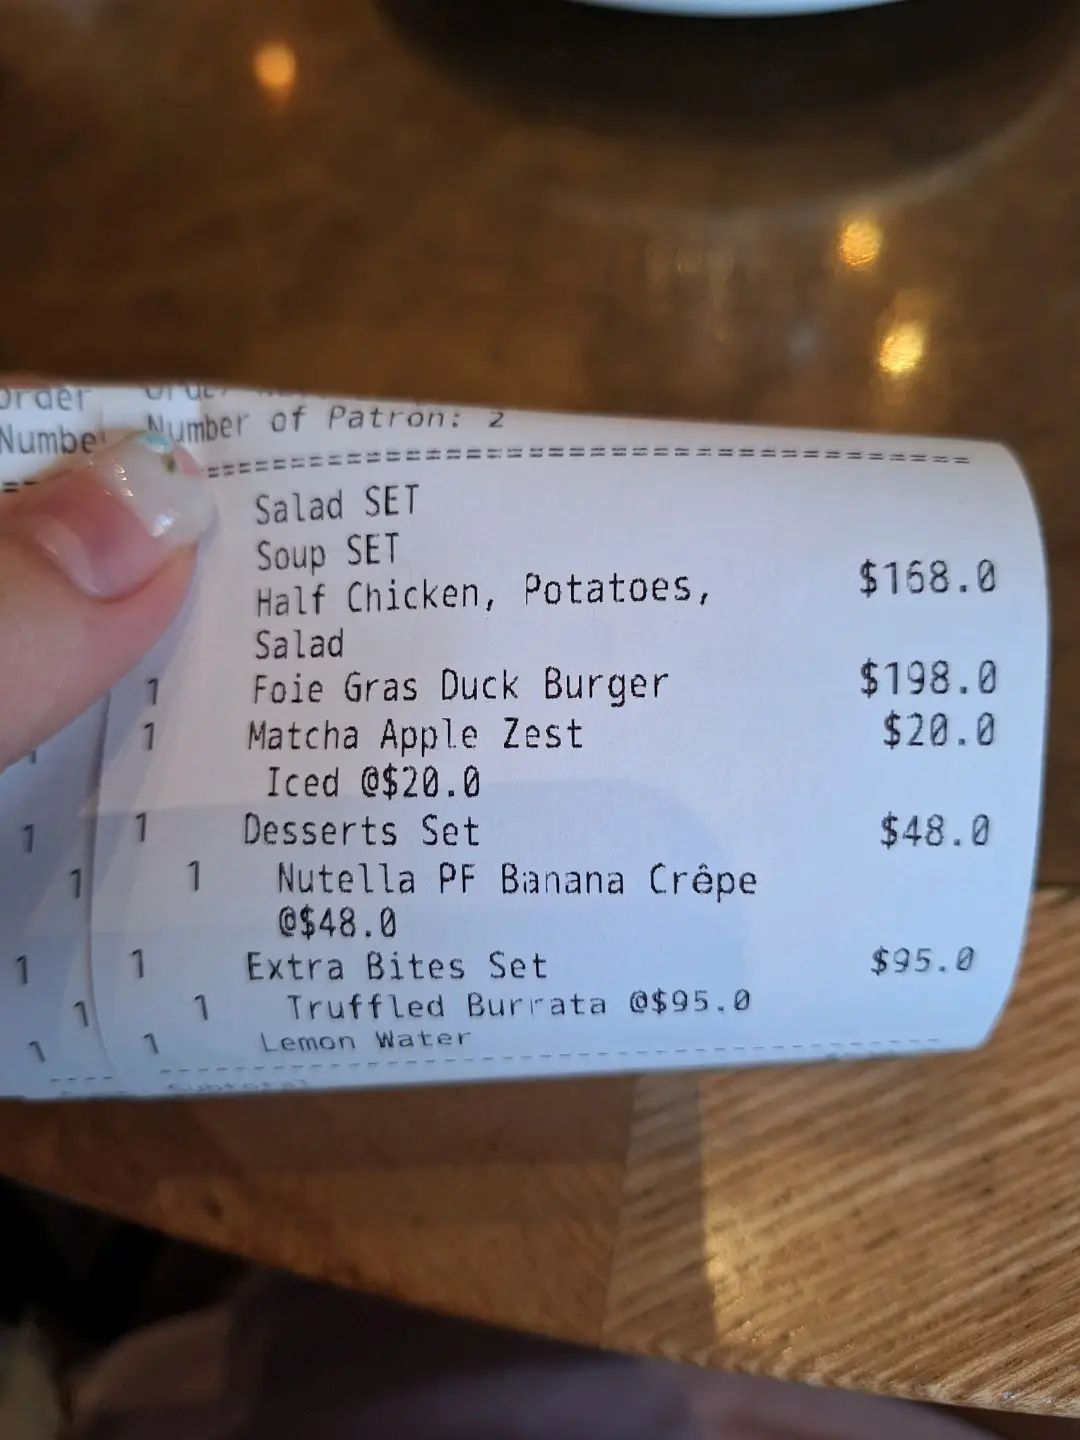 Order
Numbe
Number of Patron: 2
Salad SET
Soup SET
Half Chicken, Potatoes, $168.0
Salad
1 Foie Gras Duck Burger $198.0
1 Matcha Apple Zest $20.0
Iced @$20.0
1 1 Desserts Set $48.0
1 1 Nutella PF Banana Crêpe
@$48.0
1 1 Extra Bites Set $95.0
1 1 Truffled Burrata @$95.0
1 1 Lemon Water
Subtotal